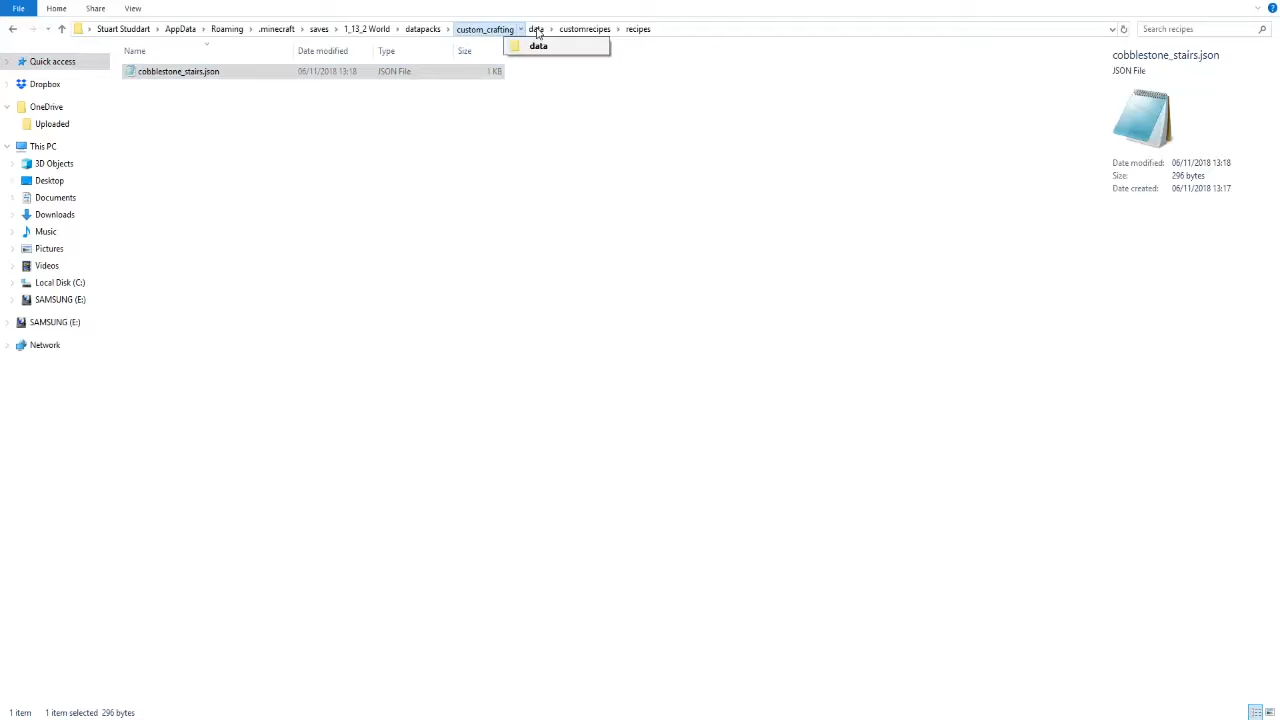 File Home Share View
Stuart Studdart AppData Roaming .minecraft saves 1_13_2 World datapacks custom_crafting data customrecipes recipes Search recipes
data
Name Date modified Type Size
cobblestone_stairs.json 06/11/2018 13:18 JSON File 1 KB
Quick access
Dropbox
OneDrive
Uploaded
This PC
3D Objects
Desktop
Documents
Downloads
Music
Pictures
Videos
Local Disk (C:)
SAMSUNG (E:)
SAMSUNG (E:)
Network
cobblestone_stairs.json
JSON File
Date modified: 06/11/2018 13:18
Size: 296 bytes
Date created: 06/11/2018 13:17
1 item 1 item selected 296 bytes